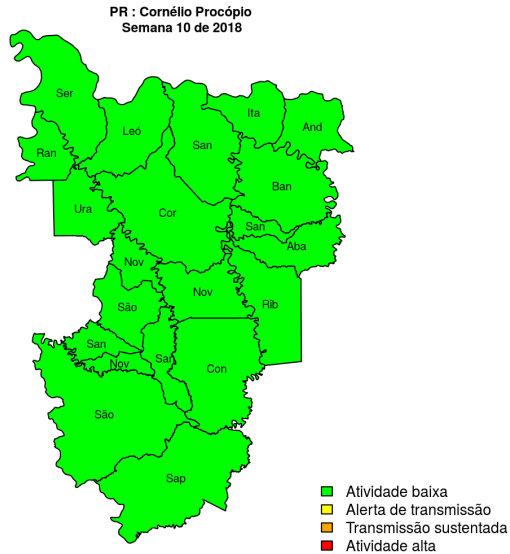 PR : Cornélio Procópio
Semana 10 de 2018
Ser
Leó
Ita
And
San
Ran
Ban
Ura
Cor
San
Aba
Nov
Nov
Rib
São
San
San
Nov
Con
São
Sap
Atividade baixa
Alerta de transmissão
Transmissão sustentada
Atividade alta